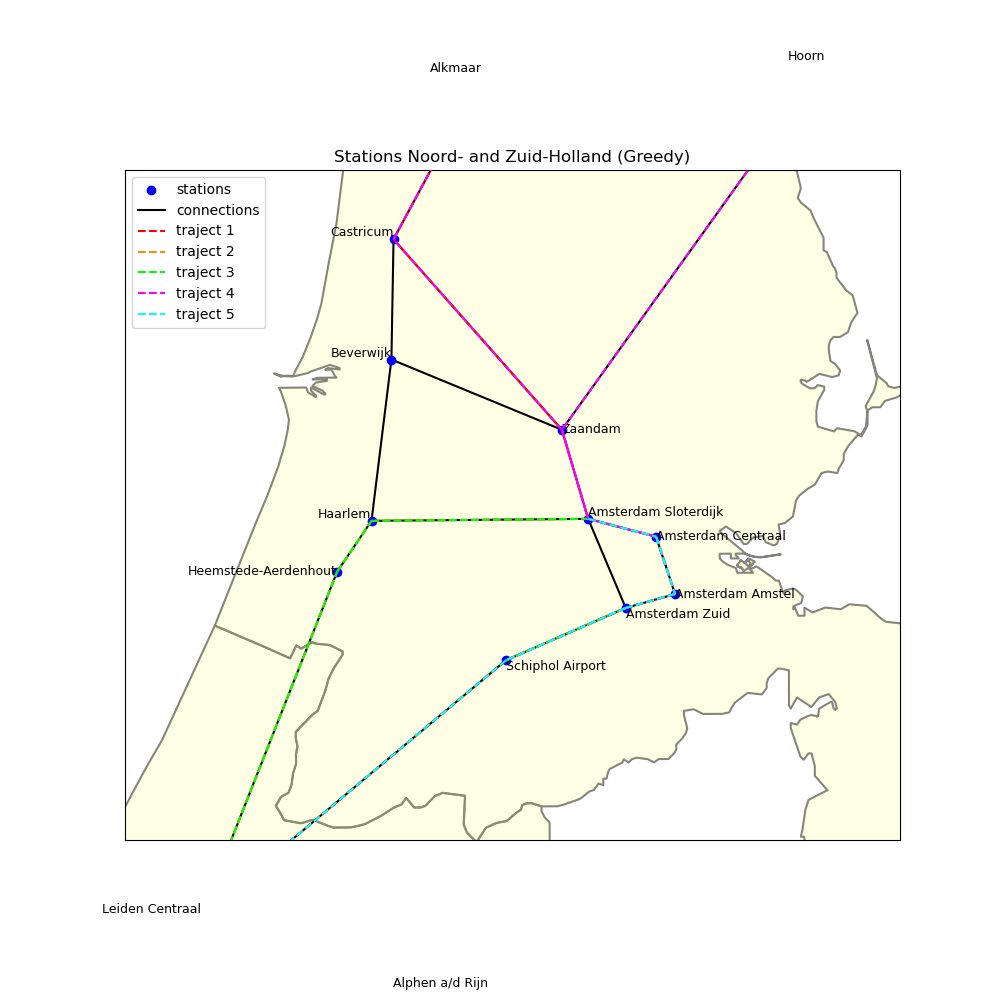 Hoorn
Alkmaar
Stations Noord- and Zuid-Holland (Greedy)
stations
connections
traject 1
traject 2
traject 3
traject 4
traject 5
Castricum
Beverwijk
Zaandam
Haarlem
Amsterdam Sloterdijk
Amsterdam Centraal
Heemstede-Aerdenhout
Amsterdam Amstel
Amsterdam Zuid
Schiphol Airport
Leiden Centraal
Alphen a/d Rijn